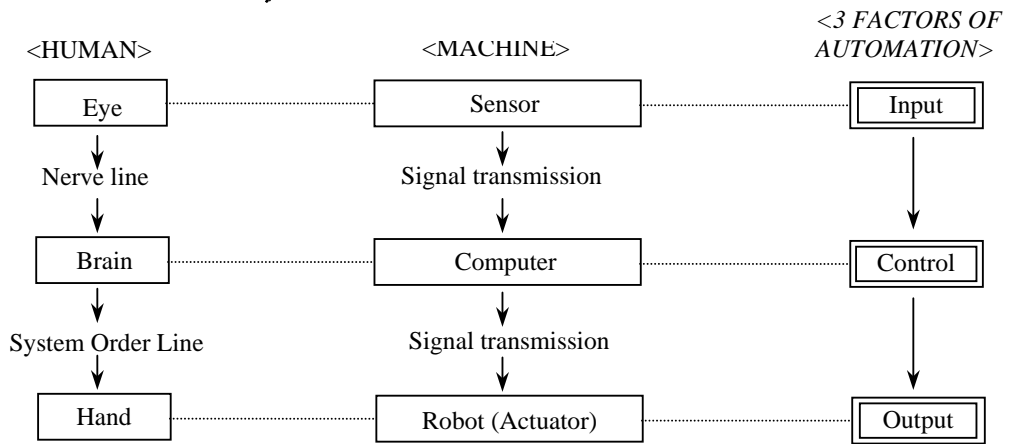 <3 FACTORS OF
<HUMAN> <MACHINE> AUTOMATION>
Eye Sensor Input
Nerve line Signal transmission
Brain Computer Control
System Order Line Signal transmission
Hand Robot (Actuator) Output